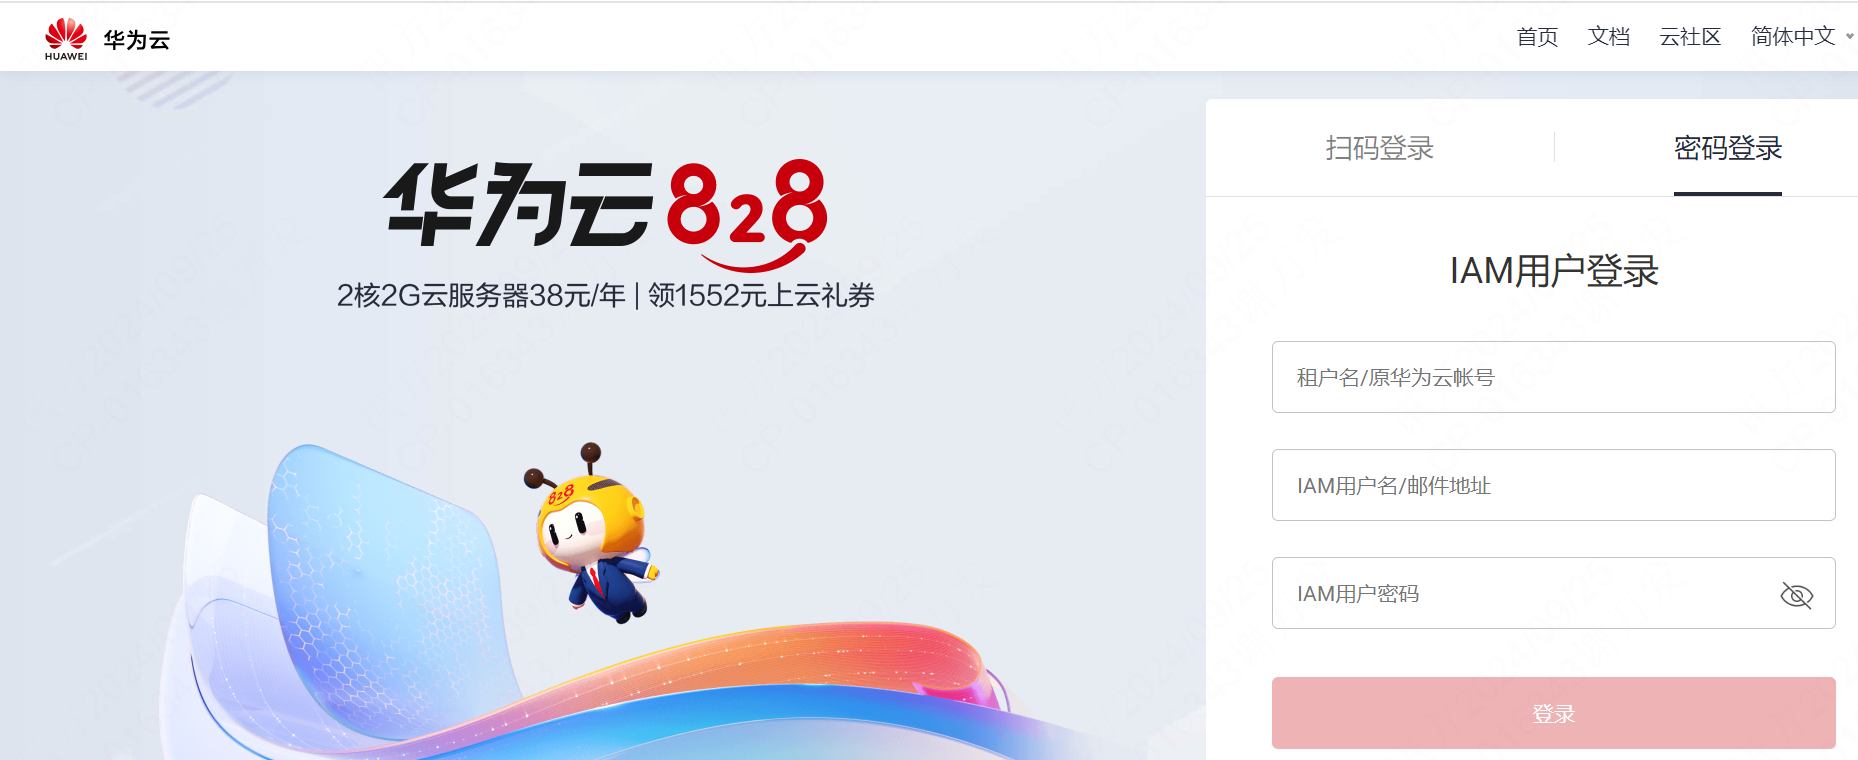 HUAWEI
华为云
首页 文档 云社区 简体中文
华为云828
2核2G云服务器38元/年 | 领1552元上云礼券
828
扫码登录 密码登录
IAM用户登录
租户名/原华为云帐号
IAM用户名/邮件地址
IAM用户密码
登录